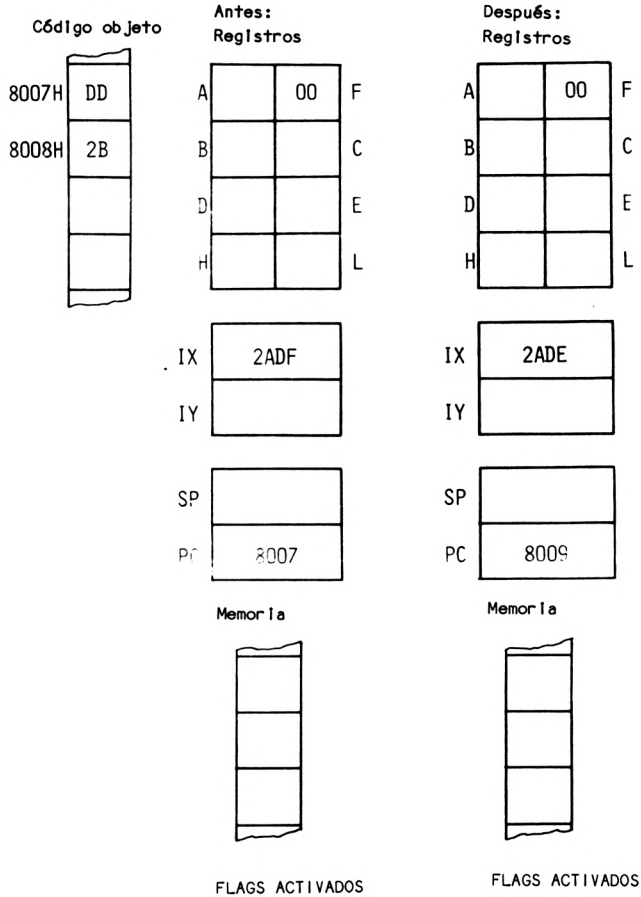 Código objeto
8007H DD
8008H 2B
Antes:
Registros
A 00 F
B C
D E
H L
IX 2ADF
IY
SP
PC 8007
Memoria
FLAGS ACTIVADOS
Después:
Registros
A 00 F
B C
D E
H L
IX 2ADE
IY
SP
PC 8009
Memoria
FLAGS ACTIVADOS